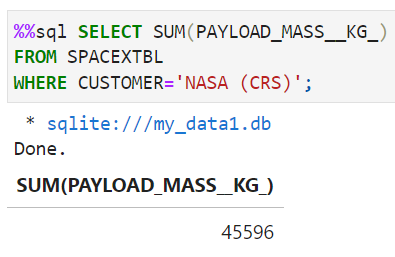 %%sql SELECT SUM(PAYLOAD_MASS__KG_)
FROM SPACEXTBL
WHERE CUSTOMER='NASA (CRS)';
* sqlite:///my_data1.db
Done.
SUM(PAYLOAD_MASS__KG_)
45596